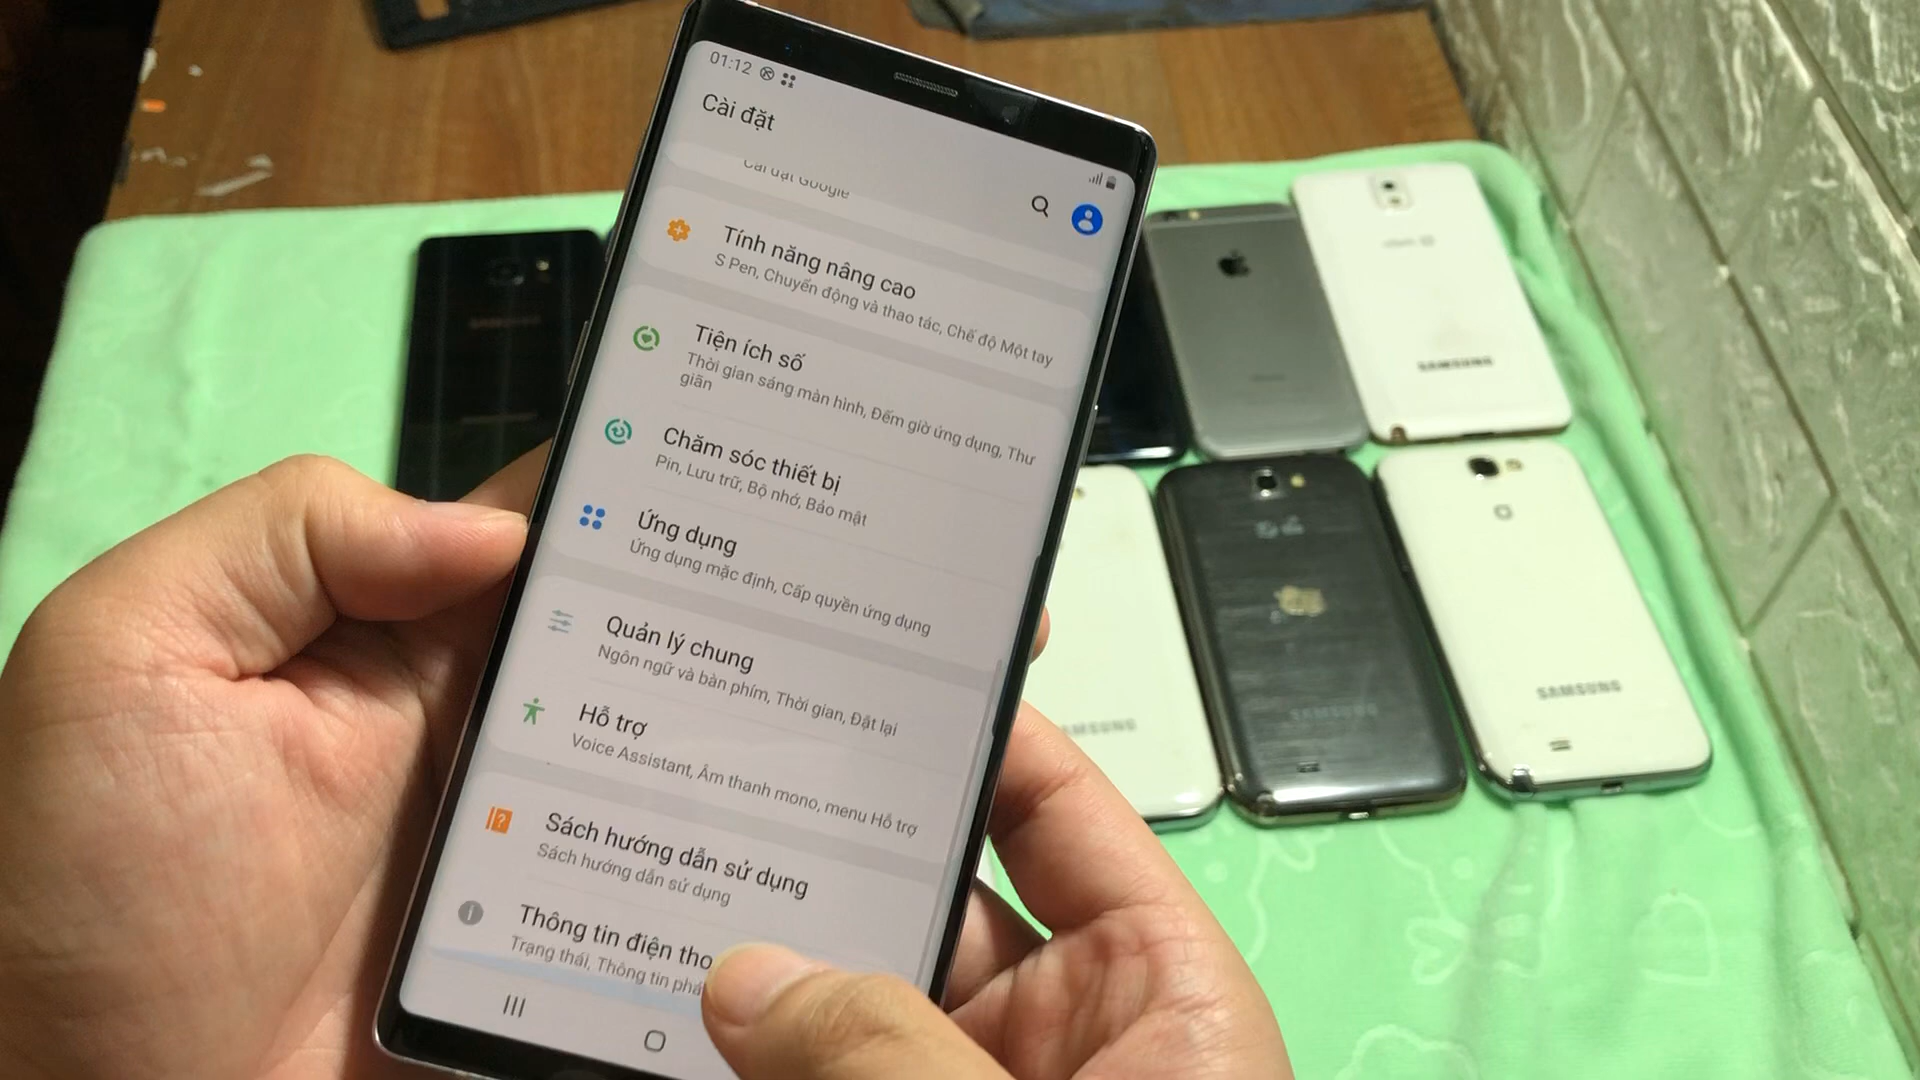 01:12
Cài đặt
Cài đặt Google
Tính năng nâng cao
S Pen, Chuyển động và thao tác, Chế độ Một tay
Tiện ích số
Thời gian sáng màn hình, Đếm giờ ứng dụng, Thư
giãn
Chăm sóc thiết bị
Pin, Lưu trữ, Bộ nhớ, Bảo mật
Ứng dụng
Ứng dụng mặc định, Cấp quyền ứng dụng
Quản lý chung
Ngôn ngữ và bàn phím, Thời gian, Đặt lại
Hỗ trợ
Voice Assistant, Âm thanh mono, menu Hỗ trợ
Sách hướng dẫn sử dụng
Sách hướng dẫn sử dụng
Thông tin điện tho
Trạng thái, Thông tin phá
SAMSUNG
SAMSUNG
SAMSUNG
AMSUNG
SAMSUNG